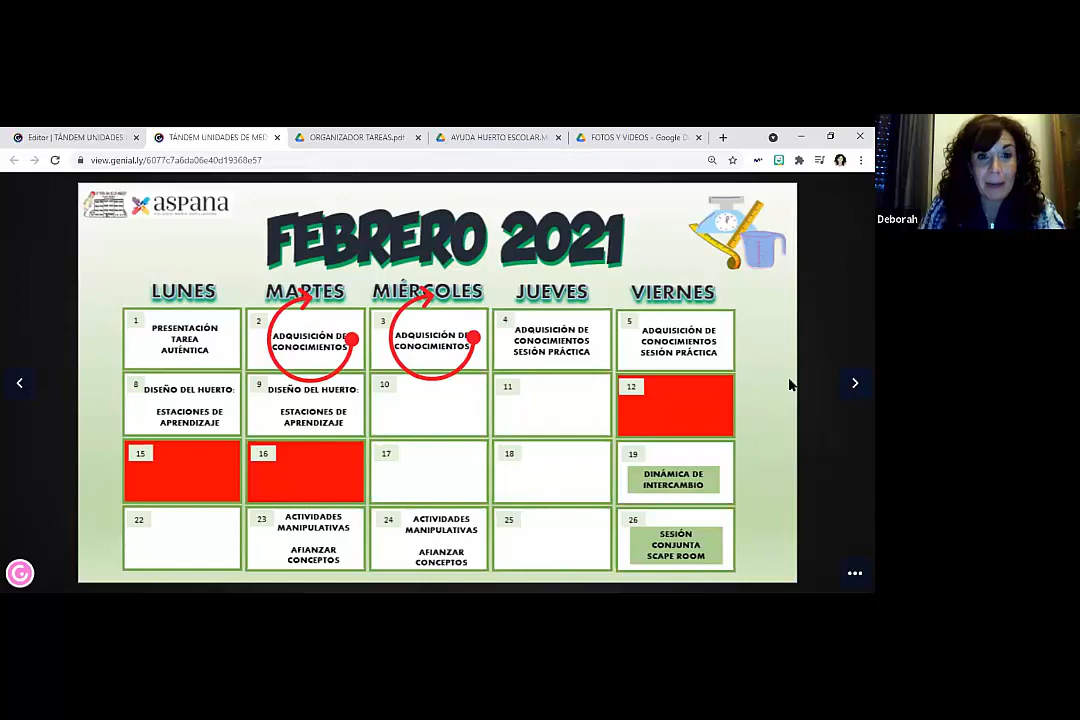 Editor | TÁNDEM UNIDADES
TÁNDEM UNIDADES DE MED
ORGANIZADOR TAREAS.pdf
AYUDA HUERTO ESCOLAR.M
FOTOS Y VIDEOS - Google D
view.genial.ly/6077c7a6da06e40d19368e57
Deborah
aspana
FEBRERO 2021
LUNES MARTES MIÉRCOLES JUEVES VIERNES
1 PRESENTACIÓN
TAREA
AUTÉNTICA
2 ADQUISICIÓN DE
CONOCIMIENTOS
3 ADQUISICIÓN DE
CONOCIMIENTOS
4 ADQUISICIÓN DE
CONOCIMIENTOS
SESIÓN PRÁCTICA
5 ADQUISICIÓN DE
CONOCIMIENTOS
SESIÓN PRÁCTICA
8 DISEÑO DEL HUERTO:
ESTACIONES DE
APRENDIZAJE
9 DISEÑO DEL HUERTO:
ESTACIONES DE
APRENDIZAJE
10
11
12
15
16
17
18
19
DINÁMICA DE
INTERCAMBIO
22
23 ACTIVIDADES
MANIPULATIVAS
AFIANZAR
CONCEPTOS
24 ACTIVIDADES
MANIPULATIVAS
AFIANZAR
CONCEPTOS
25
26
SESIÓN
CONJUNTA
SCAPE ROOM